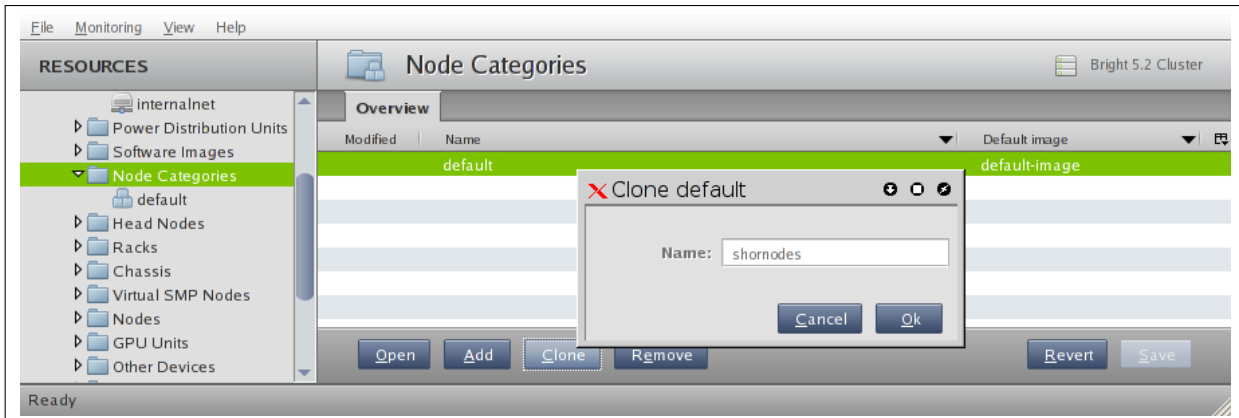 File Monitoring View Help
RESOURCES
Node Categories
Bright 5.2 Cluster
internalnet
Power Distribution Units
Software Images
Node Categories
default
Head Nodes
Racks
Chassis
Virtual SMP Nodes
Nodes
GPU Units
Other Devices
Overview
Modified Name Default image
default default-image
Clone default
Name: shornodes
Cancel Ok
Open Add Clone Remove Revert Save
Ready